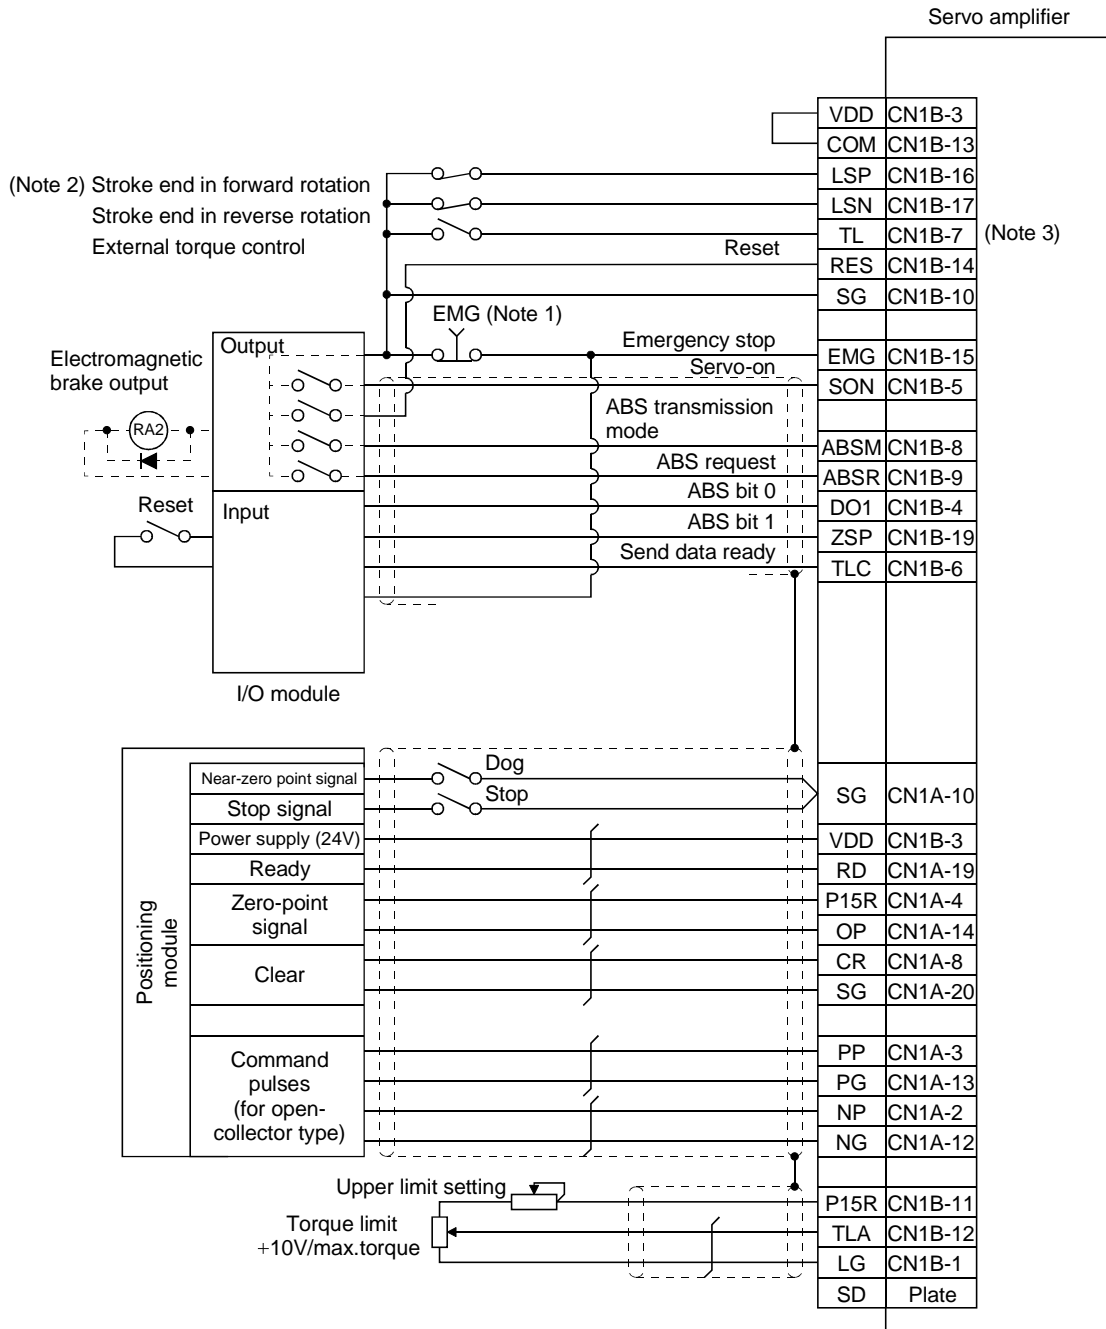 Servo amplifier
VDD CN1B-3
COM CN1B-13
(Note 2) Stroke end in forward rotation
LSP CN1B-16
Stroke end in reverse rotation
LSN CN1B-17
External torque control
TL CN1B-7 (Note 3)
Reset
RES CN1B-14
SG CN1B-10
EMG (Note 1)
Output
Emergency stop
EMG CN1B-15
Electromagnetic
brake output
Servo-on
SON CN1B-5
RA2
ABS transmission
mode
ABSM CN1B-8
ABS request
ABSR CN1B-9
Reset
Input
ABS bit 0
DO1 CN1B-4
ABS bit 1
ZSP CN1B-19
Send data ready
TLC CN1B-6
I/O module
Positioning
module
Near-zero point signal
Dog
Stop signal
Stop
SG CN1A-10
Power supply (24V)
VDD CN1B-3
Ready
RD CN1A-19
Zero-point
signal
P15R CN1A-4
OP CN1A-14
Clear
CR CN1A-8
SG CN1A-20
Command
pulses
(for open-
collector type)
PP CN1A-3
PG CN1A-13
NP CN1A-2
NG CN1A-12
Upper limit setting
P15R CN1B-11
Torque limit
+10V/max.torque
TLA CN1B-12
LG CN1B-1
SD Plate